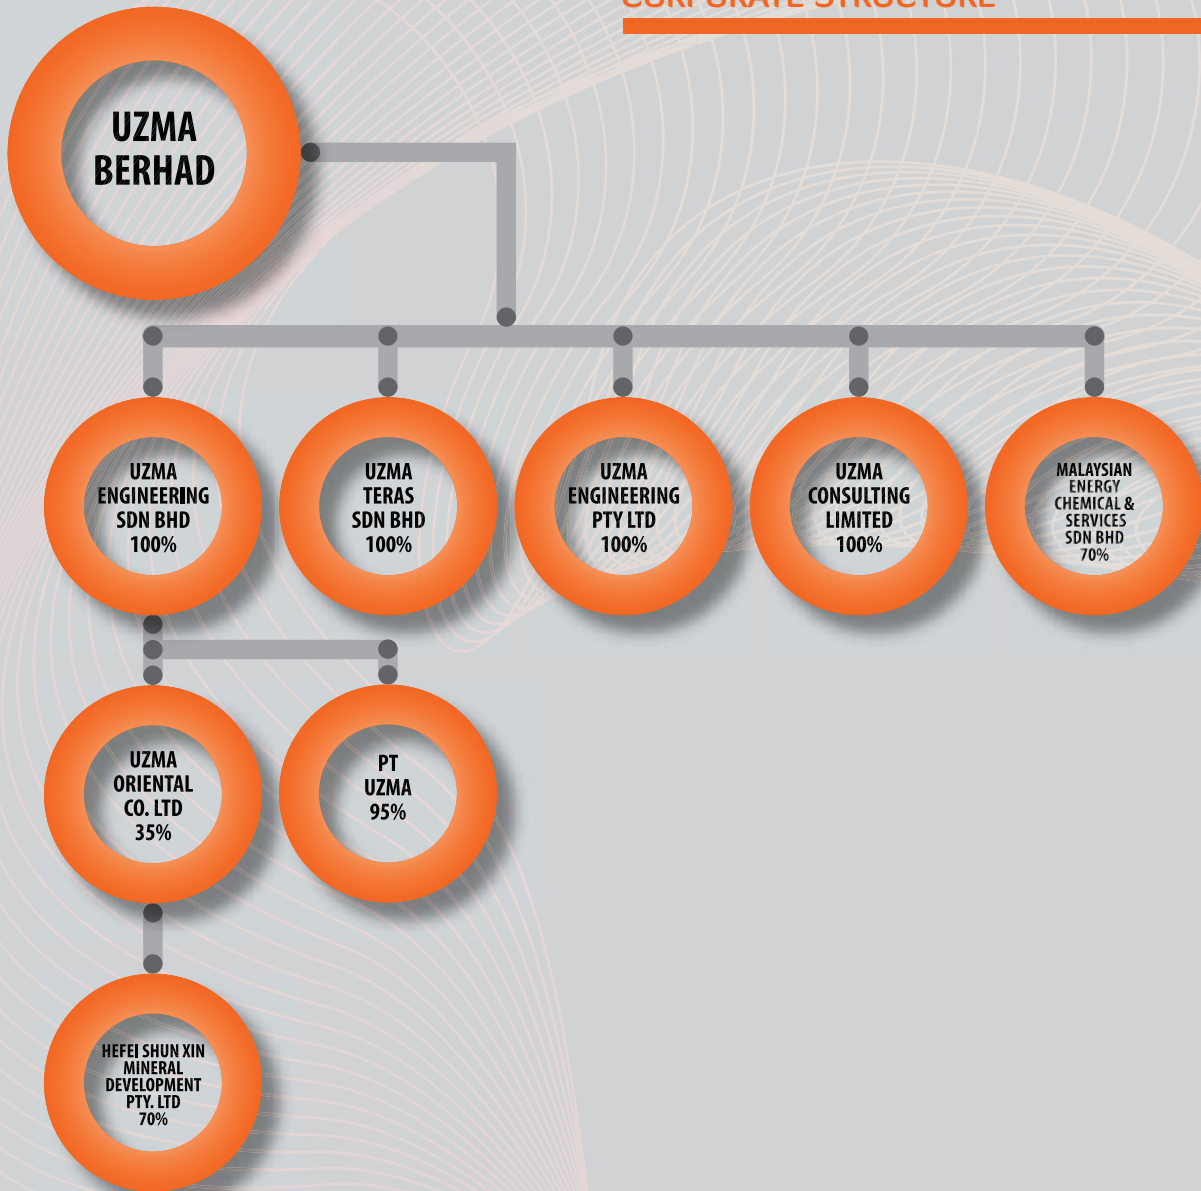 CORPORATE STRUCTURE
UZMA
BERHAD
UZMA
ENGINEERING
SDN BHD
100%
UZMA
TERAS
SDN BHD
100%
UZMA
ENGINEERING
PTY LTD
100%
UZMA
CONSULTING
LIMITED
100%
MALAYSIAN
ENERGY
CHEMICAL &
SERVICES
SDN BHD
70%
UZMA
ORIENTAL
CO. LTD
35%
PT
UZMA
95%
HEFEI SHUN XIN
MINERAL
DEVELOPMENT
PTY. LTD
70%